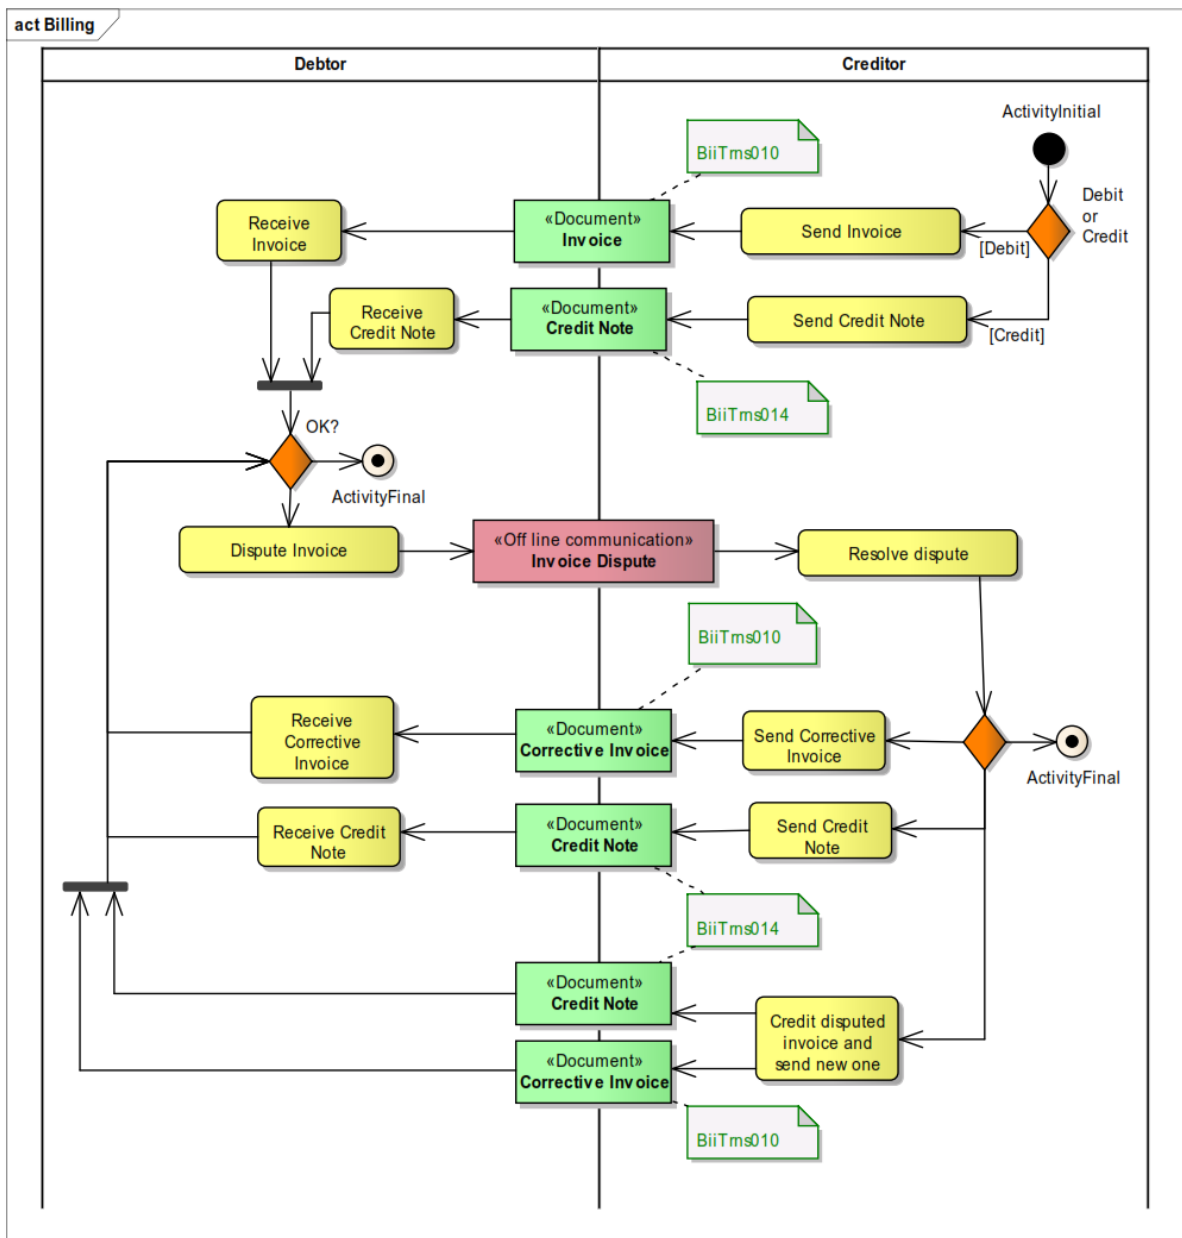 act Billing
Debtor
Creditor
ActivityInitial
BiiTrns010
Debit
or
Credit
Receive
Invoice
«Document»
Invoice
Send Invoice
[Debit]
Receive
Credit Note
«Document»
Credit Note
Send Credit Note
[Credit]
BiiTrns014
OK?
ActivityFinal
Dispute Invoice
«Off line communication»
Invoice Dispute
Resolve dispute
BiiTrns010
Receive
Corrective
Invoice
«Document»
Corrective Invoice
Send Corrective
Invoice
ActivityFinal
Receive Credit
Note
«Document»
Credit Note
Send Credit
Note
BiiTrns014
«Document»
Credit Note
Credit disputed
invoice and
send new one
«Document»
Corrective Invoice
BiiTrns010